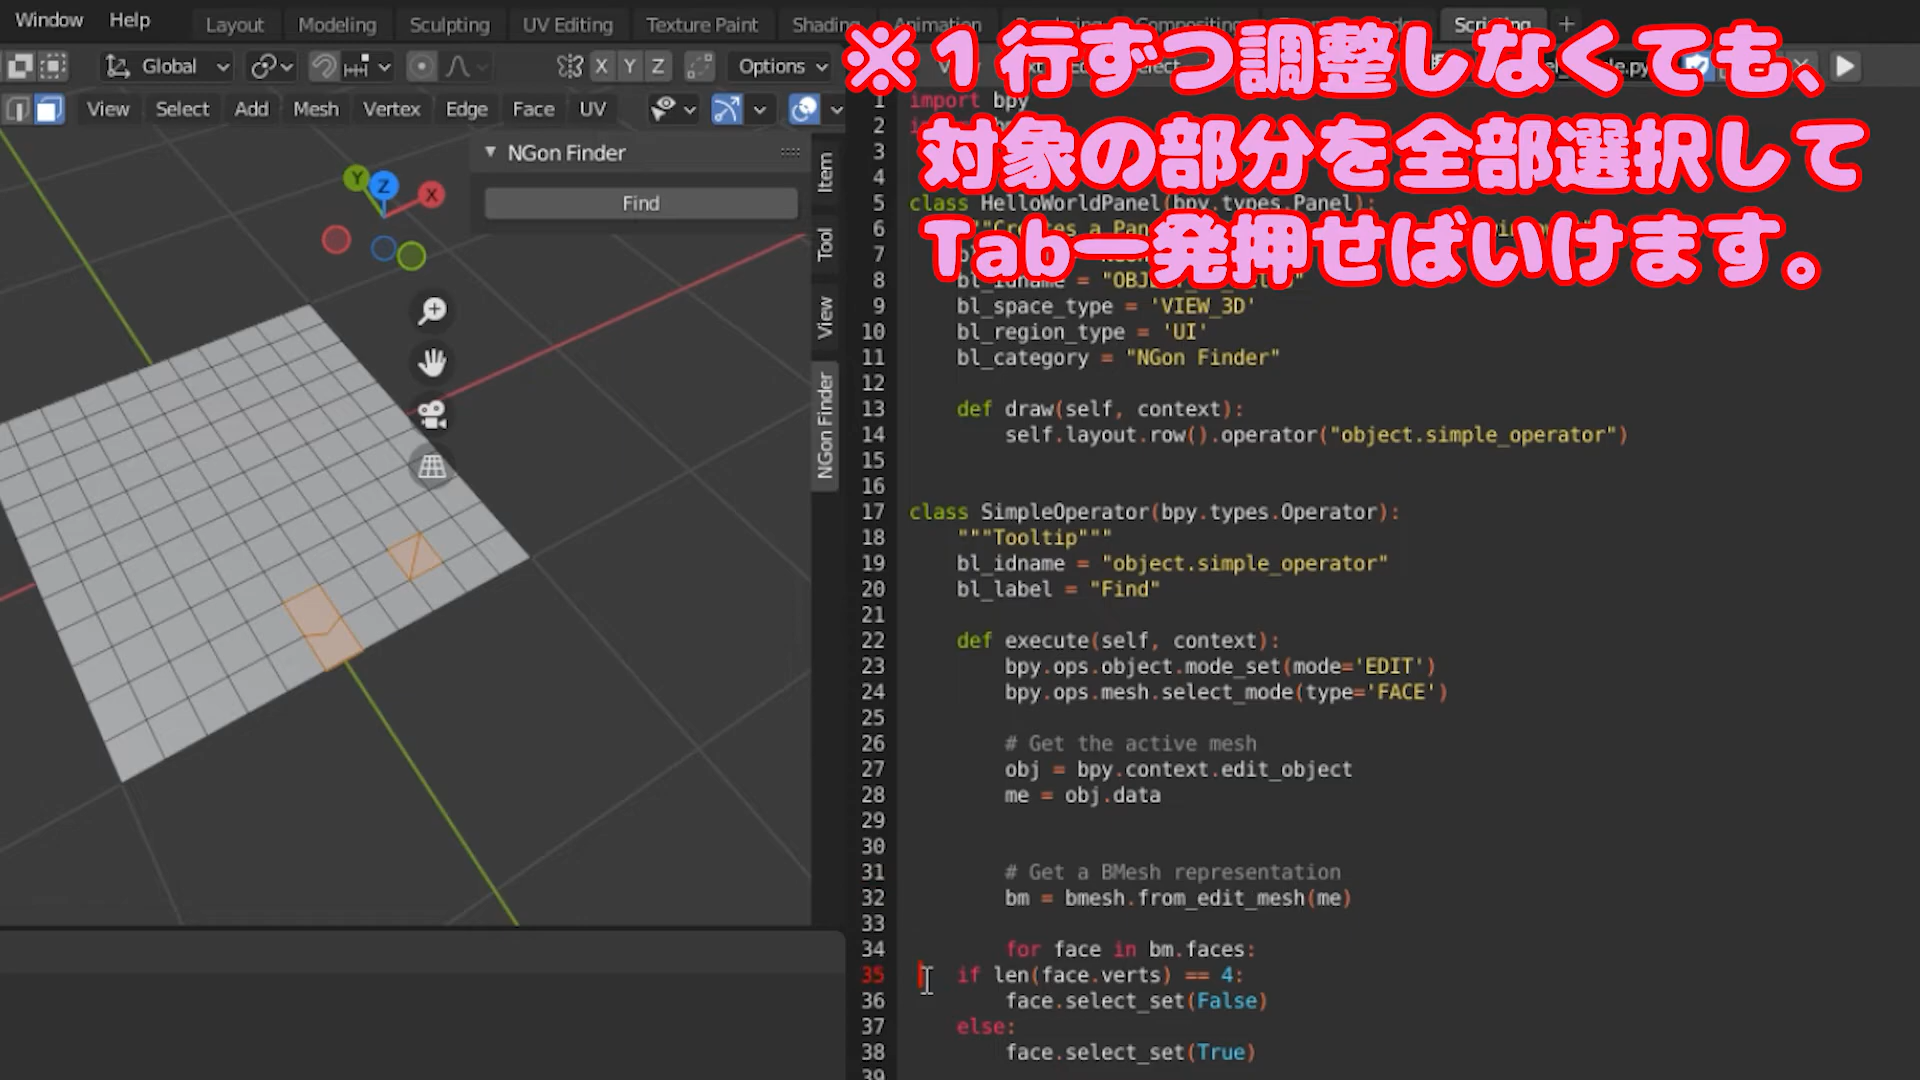 Window Help Layout Modeling Sculpting UV Editing Texture Paint Shading Animation Scripting +
Global X Y Z Options
View Select Add Mesh Vertex Edge Face UV
※１行ずつ調整しなくても、
対象の部分を全部選択して
Tab一発押せばいけます。
NGon Finder
Find
Y Z X
Item
Tool
View
NGon Finder
1 import bpy
2
3
4
5 class HelloWorldPanel(bpy.types.Panel):
6
7
8 bl_idname =
9 bl_space_type = 'VIEW_3D'
10 bl_region_type = 'UI'
11 bl_category = "NGon Finder"
12
13 def draw(self, context):
14 self.layout.row().operator("object.simple_operator")
15
16
17 class SimpleOperator(bpy.types.Operator):
18 """Tooltip"""
19 bl_idname = "object.simple_operator"
20 bl_label = "Find"
21
22 def execute(self, context):
23 bpy.ops.object.mode_set(mode='EDIT')
24 bpy.ops.mesh.select_mode(type='FACE')
25
26 # Get the active mesh
27 obj = bpy.context.edit_object
28 me = obj.data
29
30
31 # Get a BMesh representation
32 bm = bmesh.from_edit_mesh(me)
33
34 for face in bm.faces:
35 if len(face.verts) == 4:
36 face.select_set(False)
37 else:
38 face.select_set(True)
39